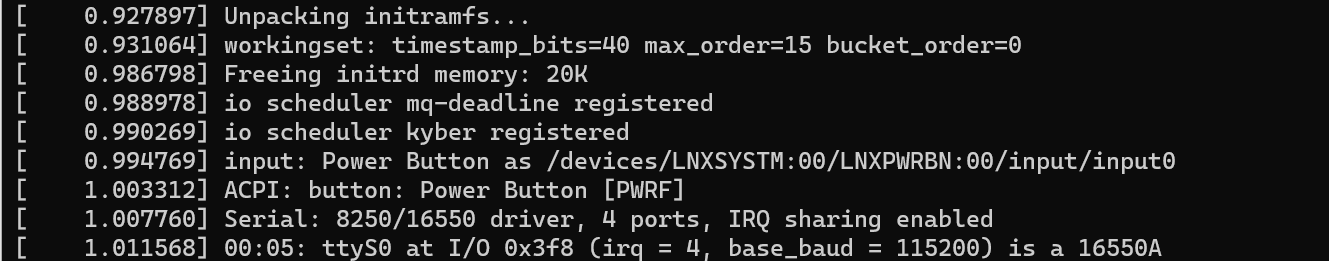 [    0.927897] Unpacking initramfs...
[    0.931064] workingset: timestamp_bits=40 max_order=15 bucket_order=0
[    0.986798] Freeing initrd memory: 20K
[    0.988978] io scheduler mq-deadline registered
[    0.990269] io scheduler kyber registered
[    0.994769] input: Power Button as /devices/LNXSYSTM:00/LNXPWRBN:00/input/input0
[    1.003312] ACPI: button: Power Button [PWRF]
[    1.007760] Serial: 8250/16550 driver, 4 ports, IRQ sharing enabled
[    1.011568] 00:05: ttyS0 at I/O 0x3f8 (irq = 4, base_baud = 115200) is a 16550A